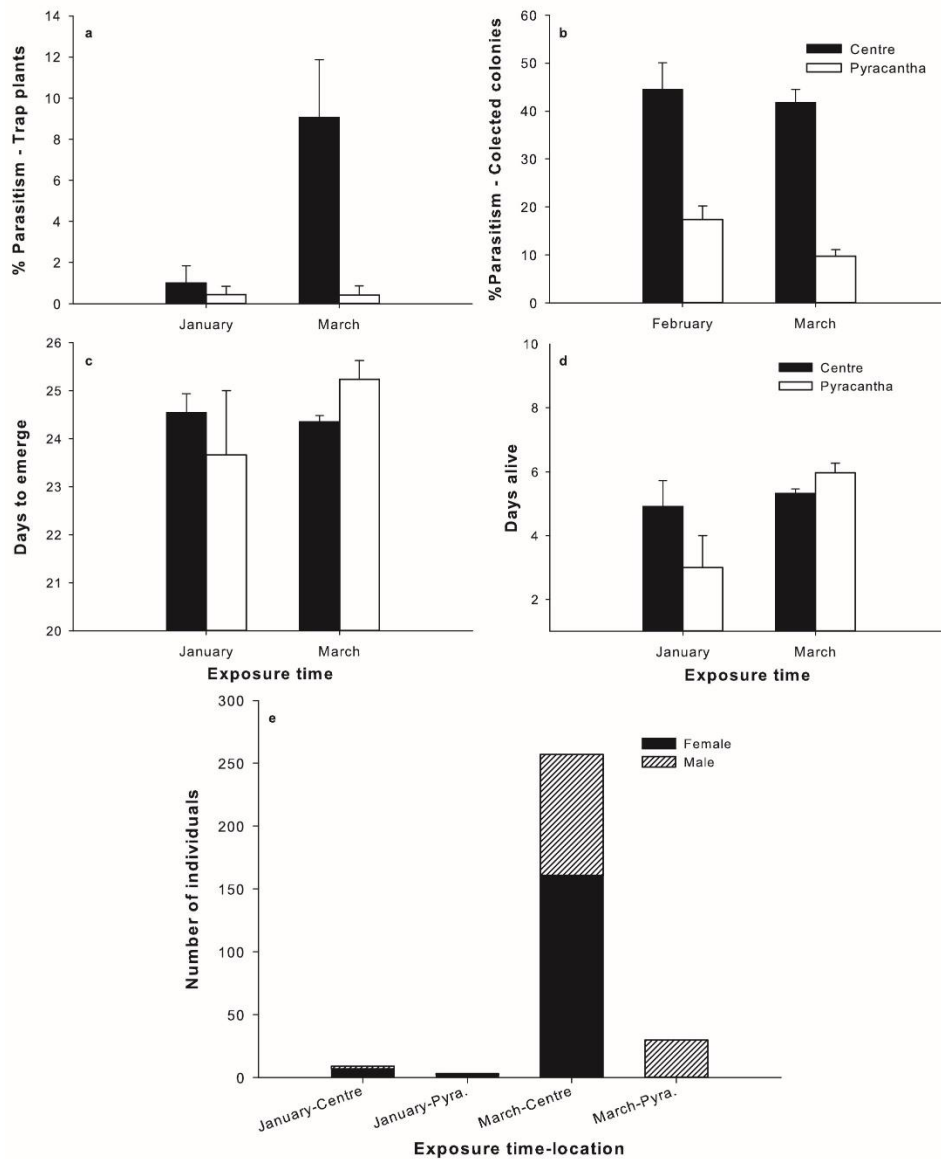 a
% Parasitism - Trap plants
14
12
10
8
6
4
2
0
January
March
b
%Parasitism - Colected colonies
60
50
40
30
20
10
0
Centre
Pyracantha
February
March
c
Days to emerge
26
25
24
23
22
21
20
January
March
Exposure time
d
Days alive
10
8
6
4
2
Centre
Pyracantha
January
March
Exposure time
e
Number of individuals
300
250
200
150
100
50
0
Female
Male
January-Centre
January-Pyra.
March-Centre
March-Pyra.
Exposure time-location